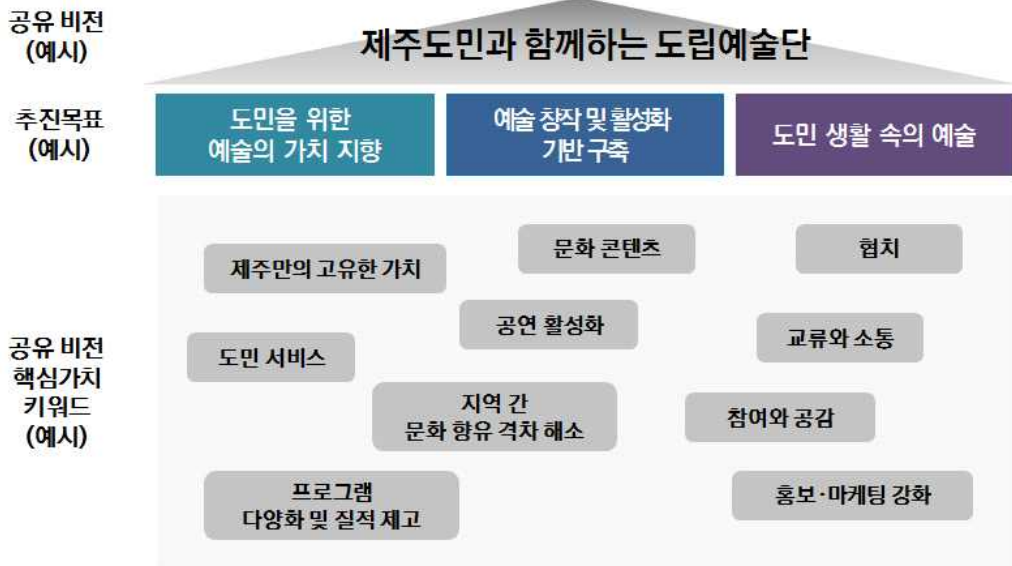 공유 비전
(예시)
제주도민과 함께하는 도립예술단
추진목표
(예시)
도민을 위한
예술의 가치 지향
예술 창작 및 활성화
기반 구축
도민 생활 속의 예술
공유 비전
핵심가치
키워드
(예시)
제주만의 고유한 가치
문화 콘텐츠
협치
공연 활성화
교류와 소통
도민 서비스
지역 간
문화 향유 격차 해소
참여와 공감
프로그램
다양화 및 질적 제고
홍보·마케팅 강화